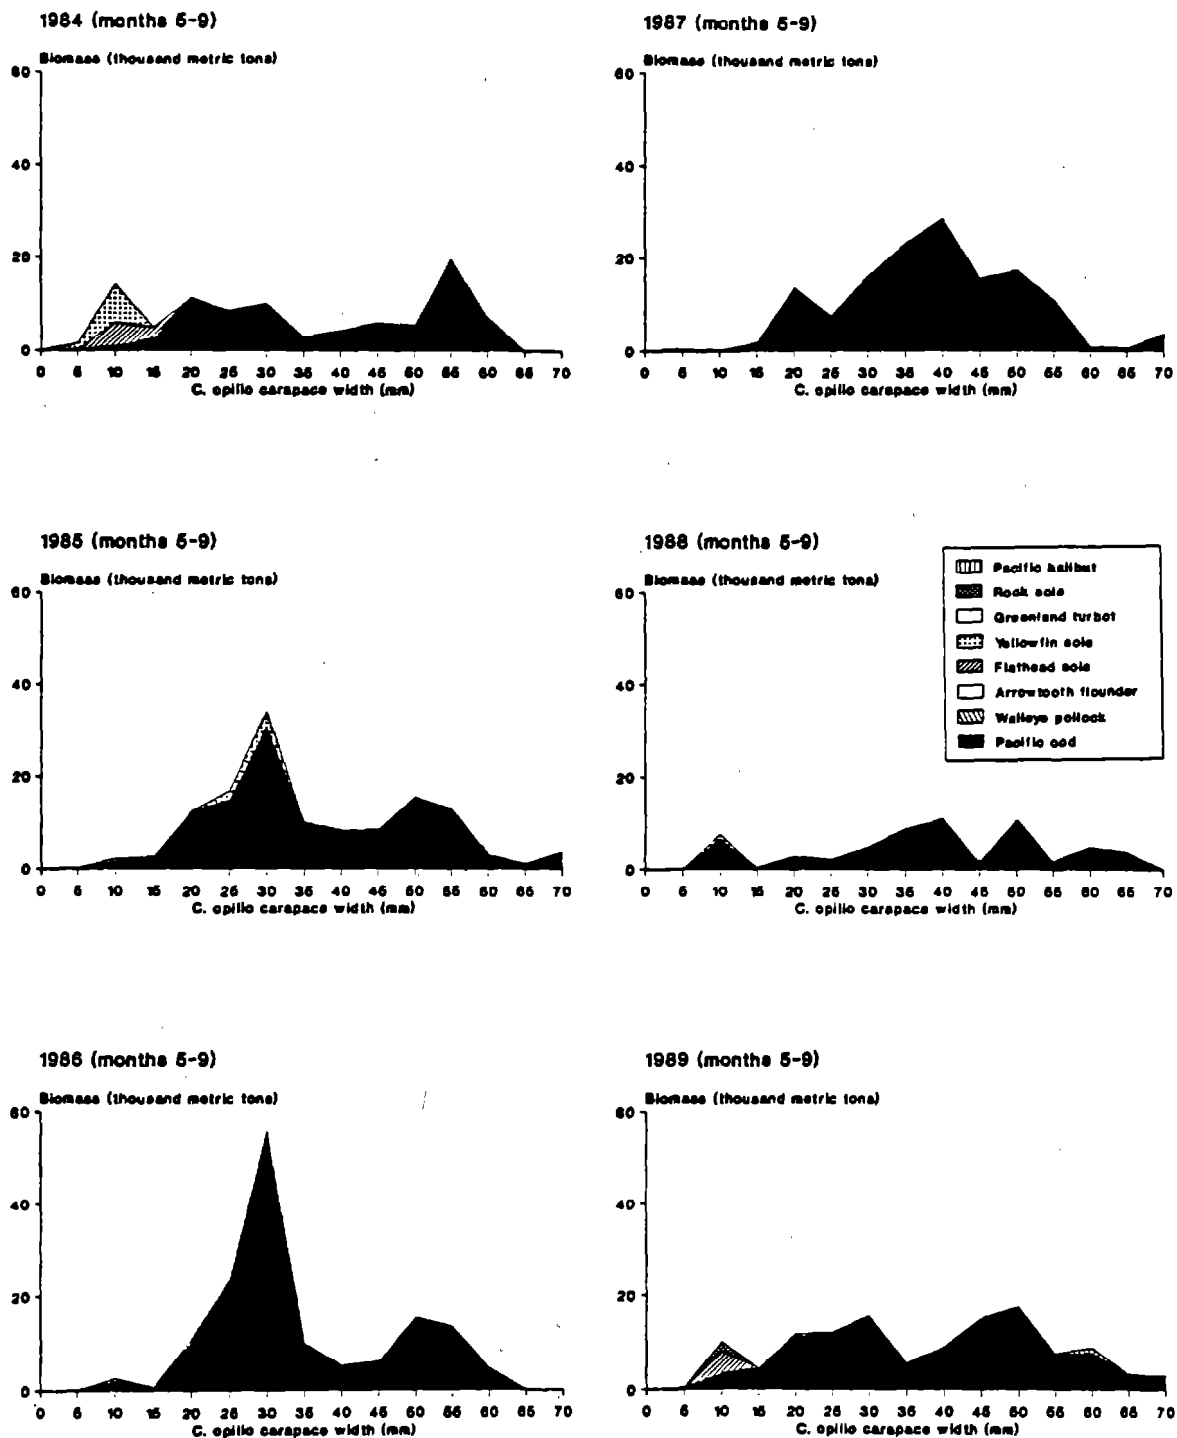 1984 (months 5-9)
Biomass (thousand metric tons)
60
40
20
0
0 5 10 15 20 25 30 35 40 45 50 55 60 65 70
C. opilio carapace width (mm)
1985 (months 5-9)
Biomass (thousand metric tons)
60
40
20
0
0 5 10 15 20 25 30 35 40 45 50 55 60 65 70
C. opilio carapace width (mm)
1986 (months 5-9)
Biomass (thousand metric tons)
60
40
20
0
0 5 10 15 20 25 30 35 40 45 50 55 60 65 70
C. opilio carapace width (mm)
1987 (months 5-9)
Biomass (thousand metric tons)
60
40
20
0
0 5 10 15 20 25 30 35 40 45 50 55 60 65 70
C. opilio carapace width (mm)
1988 (months 5-9)
Biomass (thousand metric tons)
60
40
20
0
0 5 10 15 20 25 30 35 40 45 50 55 60 65 70
C. opilio carapace width (mm)
Pacific halibut
Rock sole
Greenland turbot
Yellowfin sole
Flathead sole
Arrowtooth flounder
Walleye pollock
Pacific cod
1989 (months 5-9)
Biomass (thousand metric tons)
60
40
20
0
0 5 10 15 20 25 30 35 40 45 50 55 60 65 70
C. opilio carapace width (mm)